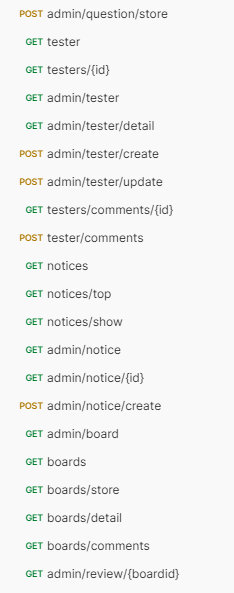 POST admin/question/store
GET tester
GET testers/{id}
GET admin/tester
GET admin/tester/detail
POST admin/tester/create
POST admin/tester/update
GET testers/comments/{id}
POST tester/comments
GET notices
GET notices/top
GET notices/show
GET admin/notice
GET admin/notice/{id}
POST admin/notice/create
GET admin/board
GET boards
GET boards/store
GET boards/detail
GET boards/comments
GET admin/review/{boardid}